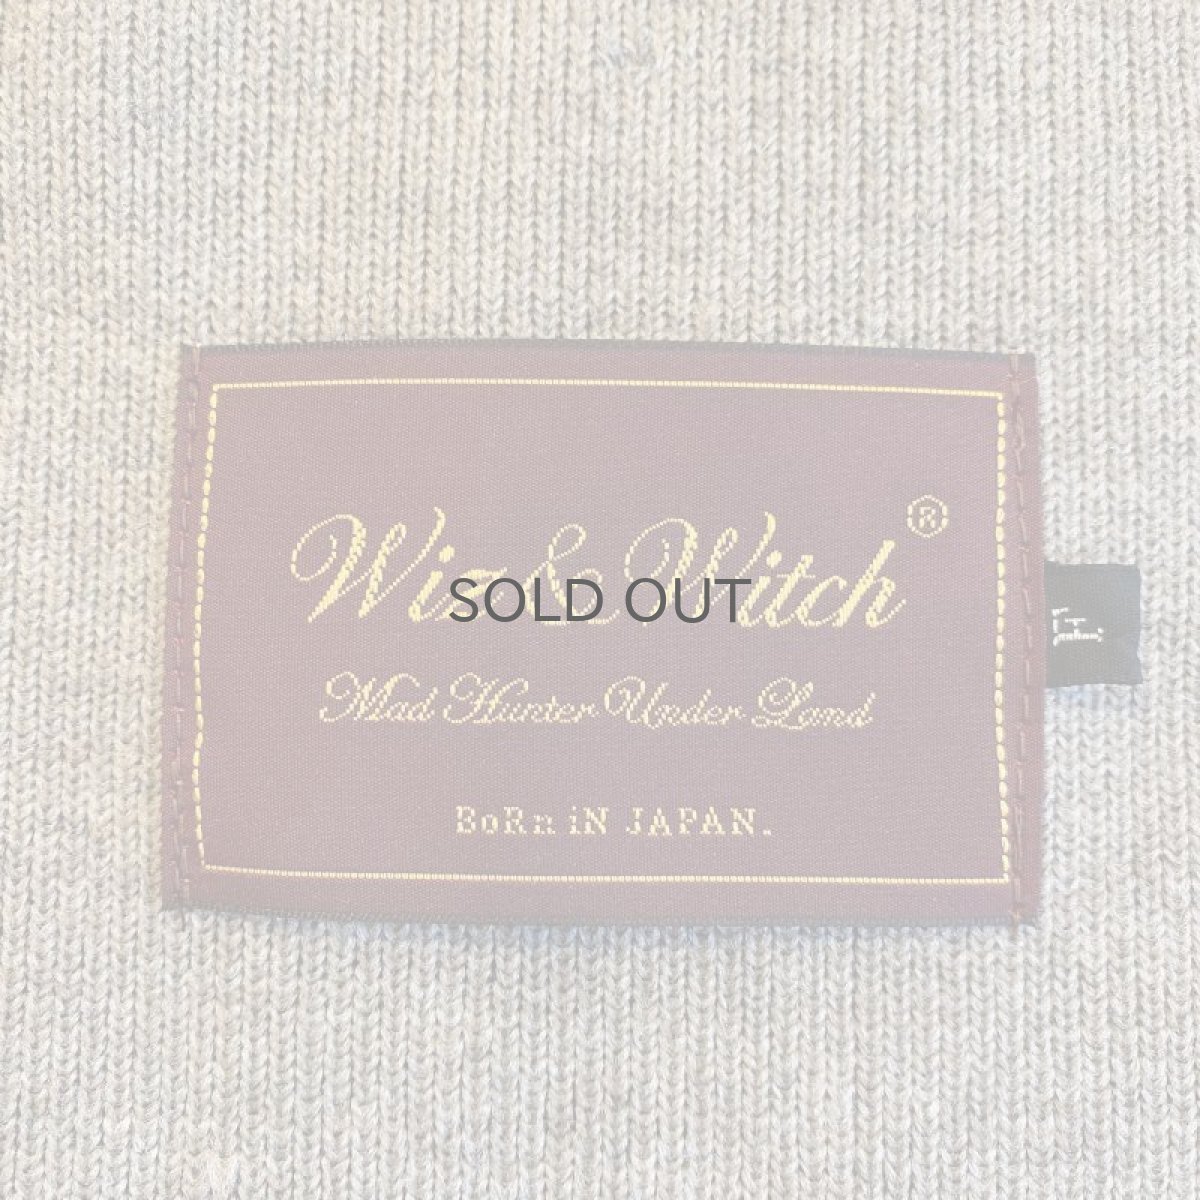 Wiz & Witch ®
SOLD OUT
Mad Hunter Under Land
BoRn iN JAPAN.
F.